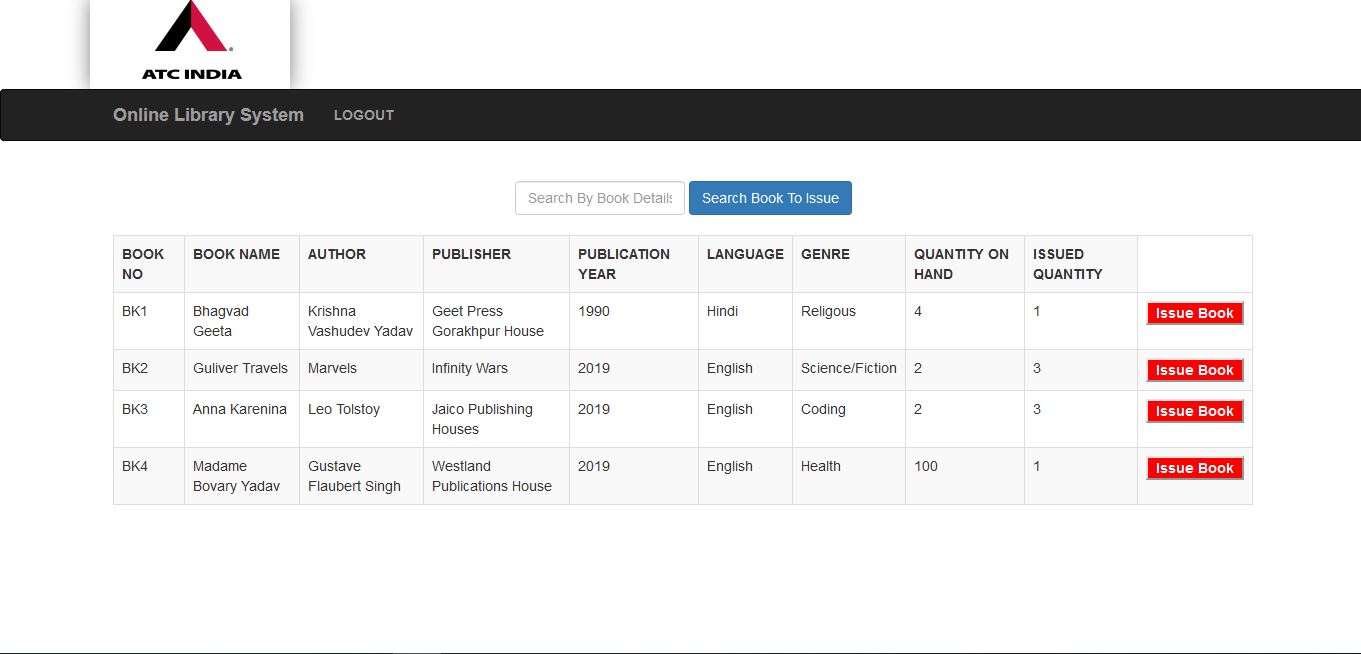 ATC INDIA
Online Library System LOGOUT
Search By Book Details Search Book To Issue
BOOK NO BOOK NAME AUTHOR PUBLISHER PUBLICATION YEAR LANGUAGE GENRE QUANTITY ON HAND ISSUED QUANTITY
BK1 Bhagvad Geeta Krishna Vashudev Yadav Geet Press Gorakhpur House 1990 Hindi Religous 4 1 Issue Book
BK2 Guliver Travels Marvels Infinity Wars 2019 English Science/Fiction 2 3 Issue Book
BK3 Anna Karenina Leo Tolstoy Jaico Publishing Houses 2019 English Coding 2 3 Issue Book
BK4 Madame Bovary Yadav Gustave Flaubert Singh Westland Publications House 2019 English Health 100 1 Issue Book